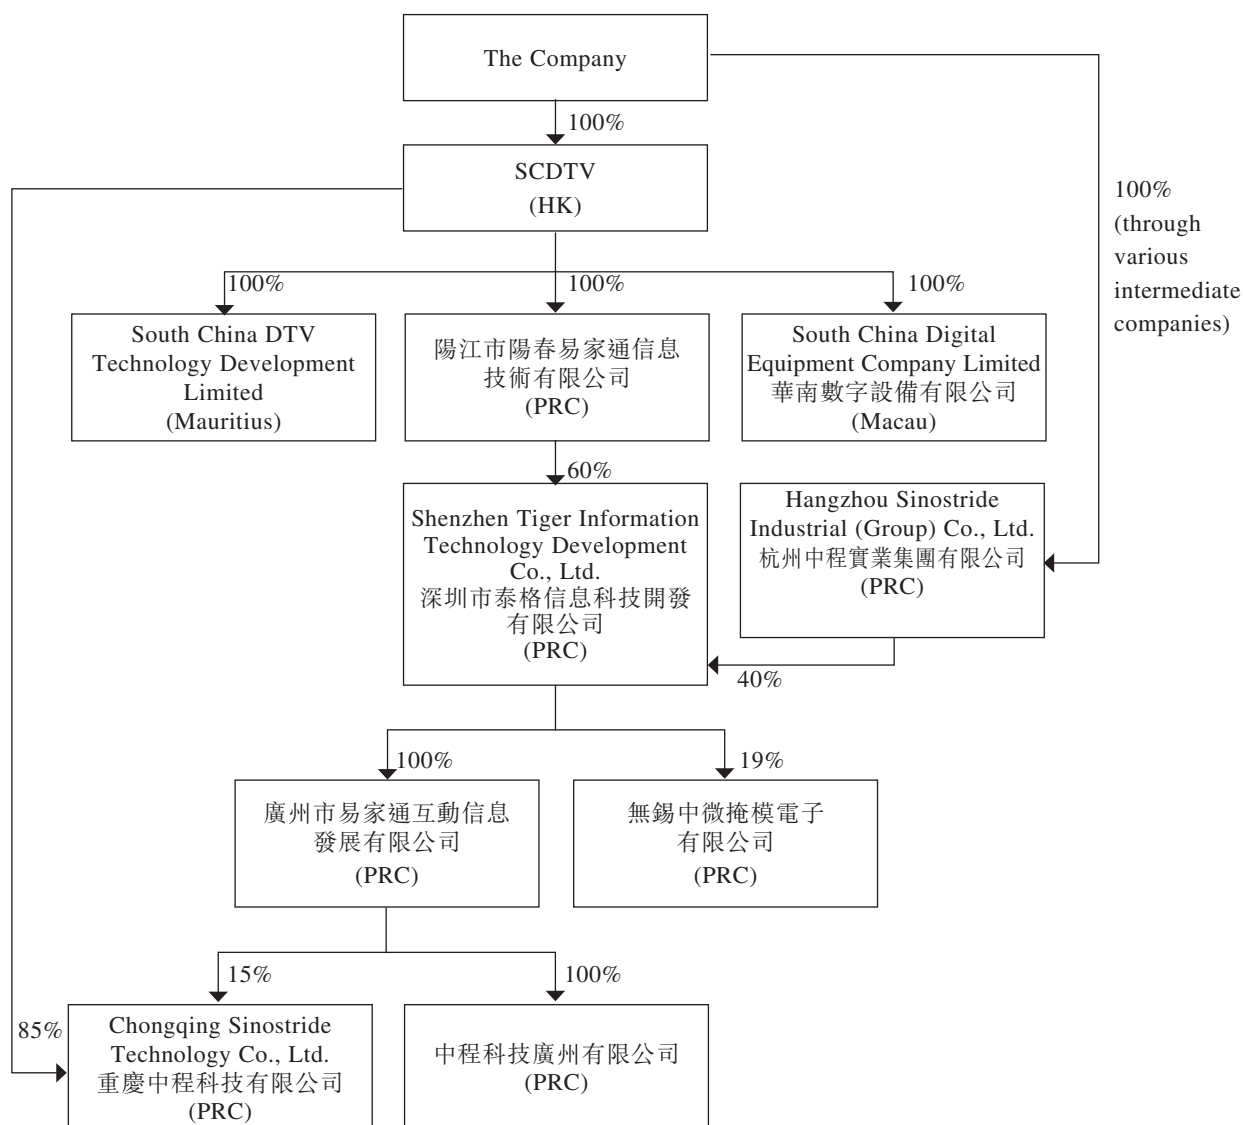 The Company
100%
SCDTV
(HK)
100%
(through
various
intermediate
companies)
100%
100%
100%
South China DTV
Technology Development
Limited
(Mauritius)
陽江市陽春易家通信息
技術有限公司
(PRC)
South China Digital
Equipment Company Limited
華南數字設備有限公司
(Macau)
60%
Shenzhen Tiger Information
Technology Development
Co., Ltd.
深圳市泰格信息科技開發
有限公司
(PRC)
Hangzhou Sinostride
Industrial (Group) Co., Ltd.
杭州中程實業集團有限公司
(PRC)
40%
100%
19%
廣州市易家通互動信息
發展有限公司
(PRC)
無錫中微掩模電子
有限公司
(PRC)
15%
100%
85%
Chongqing Sinostride
Technology Co., Ltd.
重慶中程科技有限公司
(PRC)
中程科技廣州有限公司
(PRC)